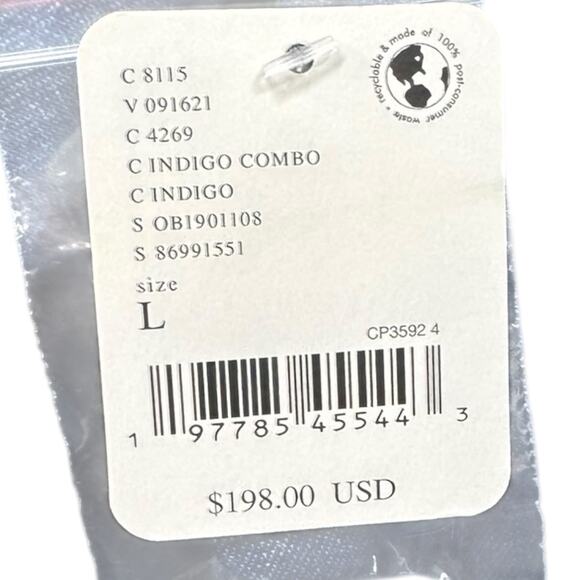 C 8115
V 091621
C 4269
C INDIGO COMBO
C INDIGO
S OB1901108
S 86991551
size
L
recyclable & made of 100% post-consumer waste
CP3592 4
1 97785 45544 3
$198.00 USD